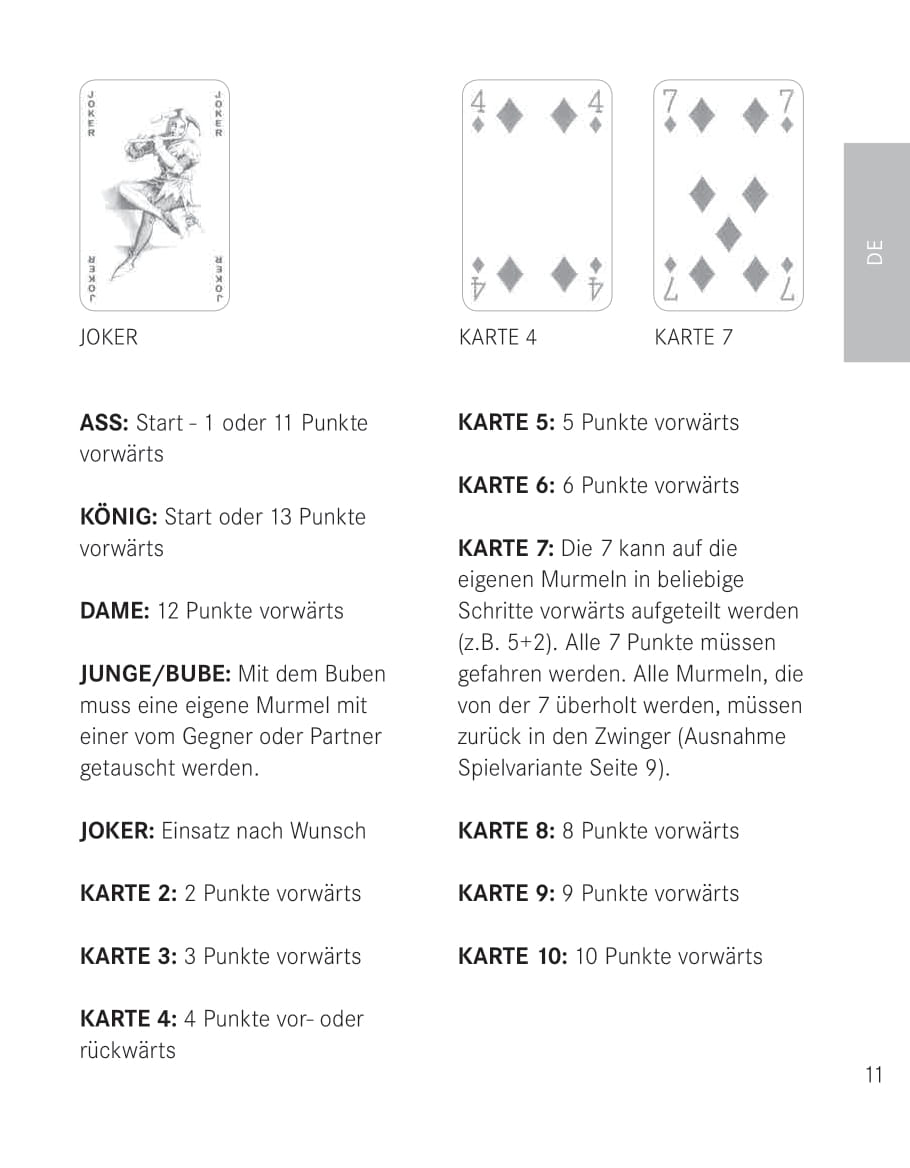 JOKER
JOKER
JOKER
JOKER
4
4
4
4
7
7
7
7
JOKER
KARTE 4
KARTE 7
DE
ASS: Start - 1 oder 11 Punkte
vorwärts
KÖNIG: Start oder 13 Punkte
vorwärts
DAME: 12 Punkte vorwärts
JUNGE/BUBE: Mit dem Buben
muss eine eigene Murmel mit
einer vom Gegner oder Partner
getauscht werden.
JOKER: Einsatz nach Wunsch
KARTE 2: 2 Punkte vorwärts
KARTE 3: 3 Punkte vorwärts
KARTE 4: 4 Punkte vor- oder
rückwärts
KARTE 5: 5 Punkte vorwärts
KARTE 6: 6 Punkte vorwärts
KARTE 7: Die 7 kann auf die
eigenen Murmeln in beliebige
Schritte vorwärts aufgeteilt werden
(z.B. 5+2). Alle 7 Punkte müssen
gefahren werden. Alle Murmeln, die
von der 7 überholt werden, müssen
zurück in den Zwinger (Ausnahme
Spielvariante Seite 9).
KARTE 8: 8 Punkte vorwärts
KARTE 9: 9 Punkte vorwärts
KARTE 10: 10 Punkte vorwärts
11